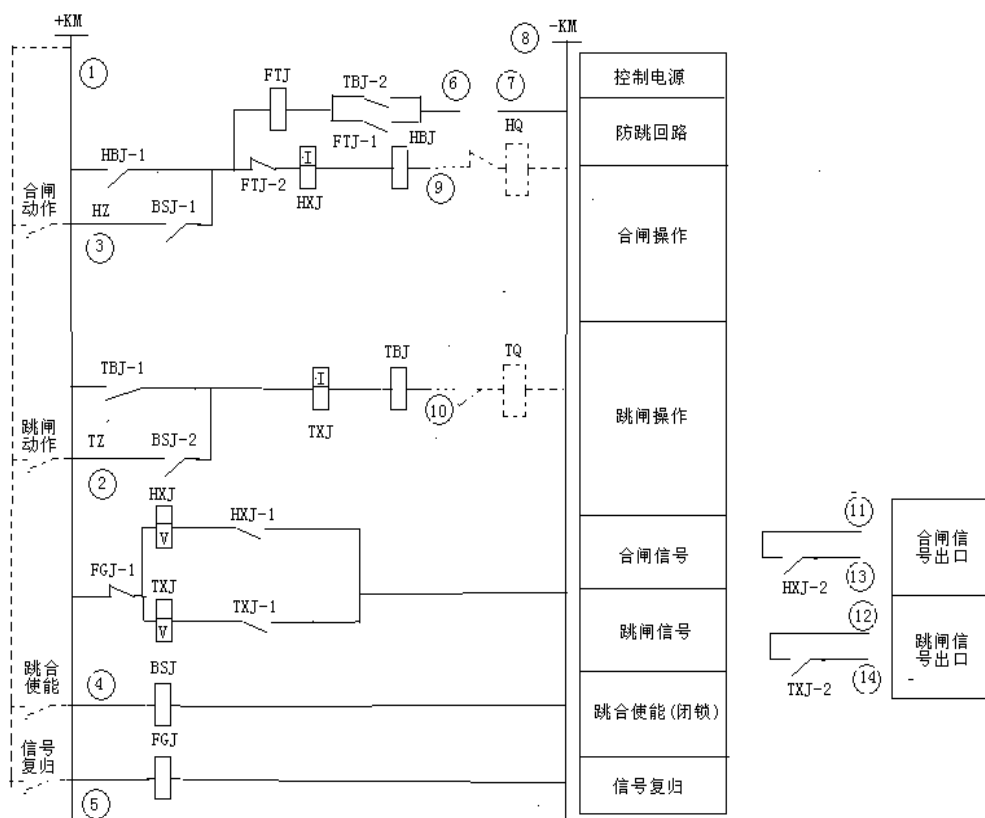 +KM
-KM
8
1
控制电源
FTJ
TBJ-2
6
7
FTJ-1
HBJ
HQ
防跳回路
HBJ-1
FTJ-2
I
HXJ
9
合闸
动作
HZ
BSJ-1
3
合闸操作
TBJ-1
I
TXJ
TBJ
TQ
10
跳闸操作
跳闸
动作
TZ
BSJ-2
2
HXJ
V
HXJ-1
合闸信号
FGJ-1
TXJ
V
TXJ-1
跳闸信号
跳合
使能
4
BSJ
跳合使能(闭锁)
信号
复归
5
FGJ
信号复归
11
HXJ-2
13
合闸信
号出口
12
TXJ-2
14
跳闸信
号出口